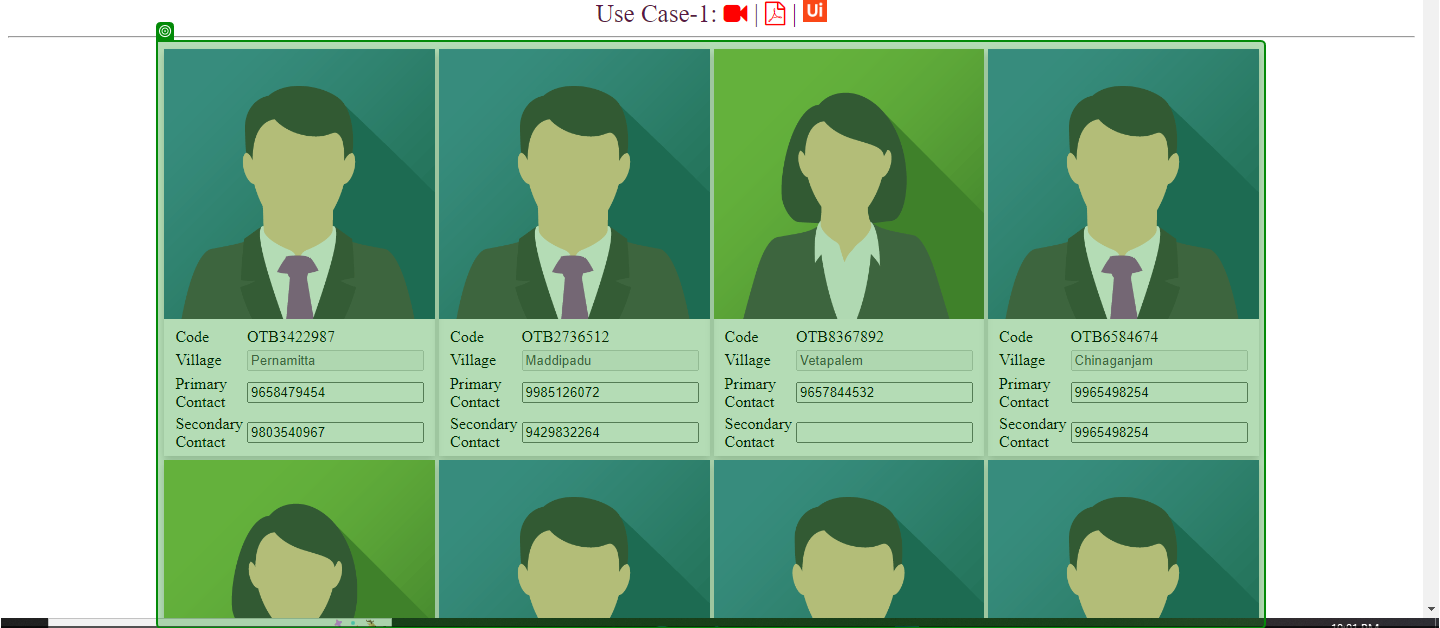 Use Case-1: | | Ui
Code OTB3422987
Village Pernamitta
Primary Contact 9658479454
Secondary Contact 9803540967
Code OTB2736512
Village Maddipadu
Primary Contact 9985126072
Secondary Contact 9429832264
Code OTB8367892
Village Vetapalem
Primary Contact 9657844532
Secondary Contact
Code OTB6584674
Village Chinaganjam
Primary Contact 9965498254
Secondary Contact 9965498254